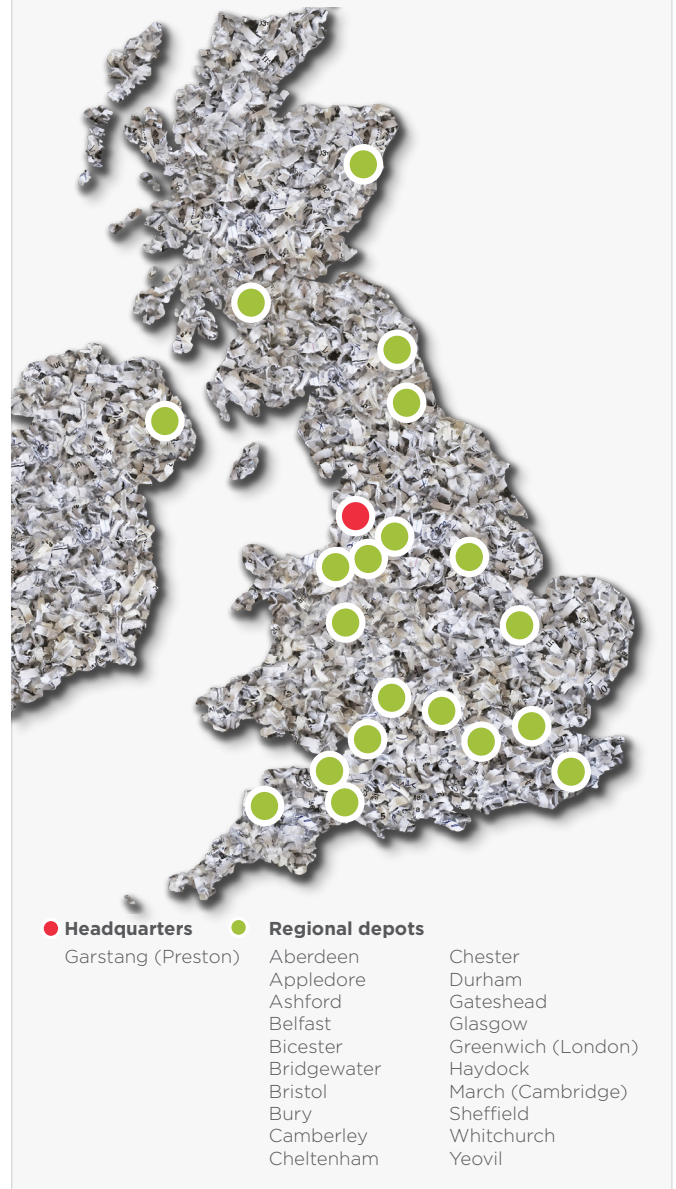 Headquarters
Garstang (Preston)
Regional depots
Aberdeen
Appledore
Ashford
Belfast
Bicester
Bridgewater
Bristol
Bury
Camberley
Cheltenham
Chester
Durham
Gateshead
Glasgow
Greenwich (London)
Haydock
March (Cambridge)
Sheffield
Whitchurch
Yeovil